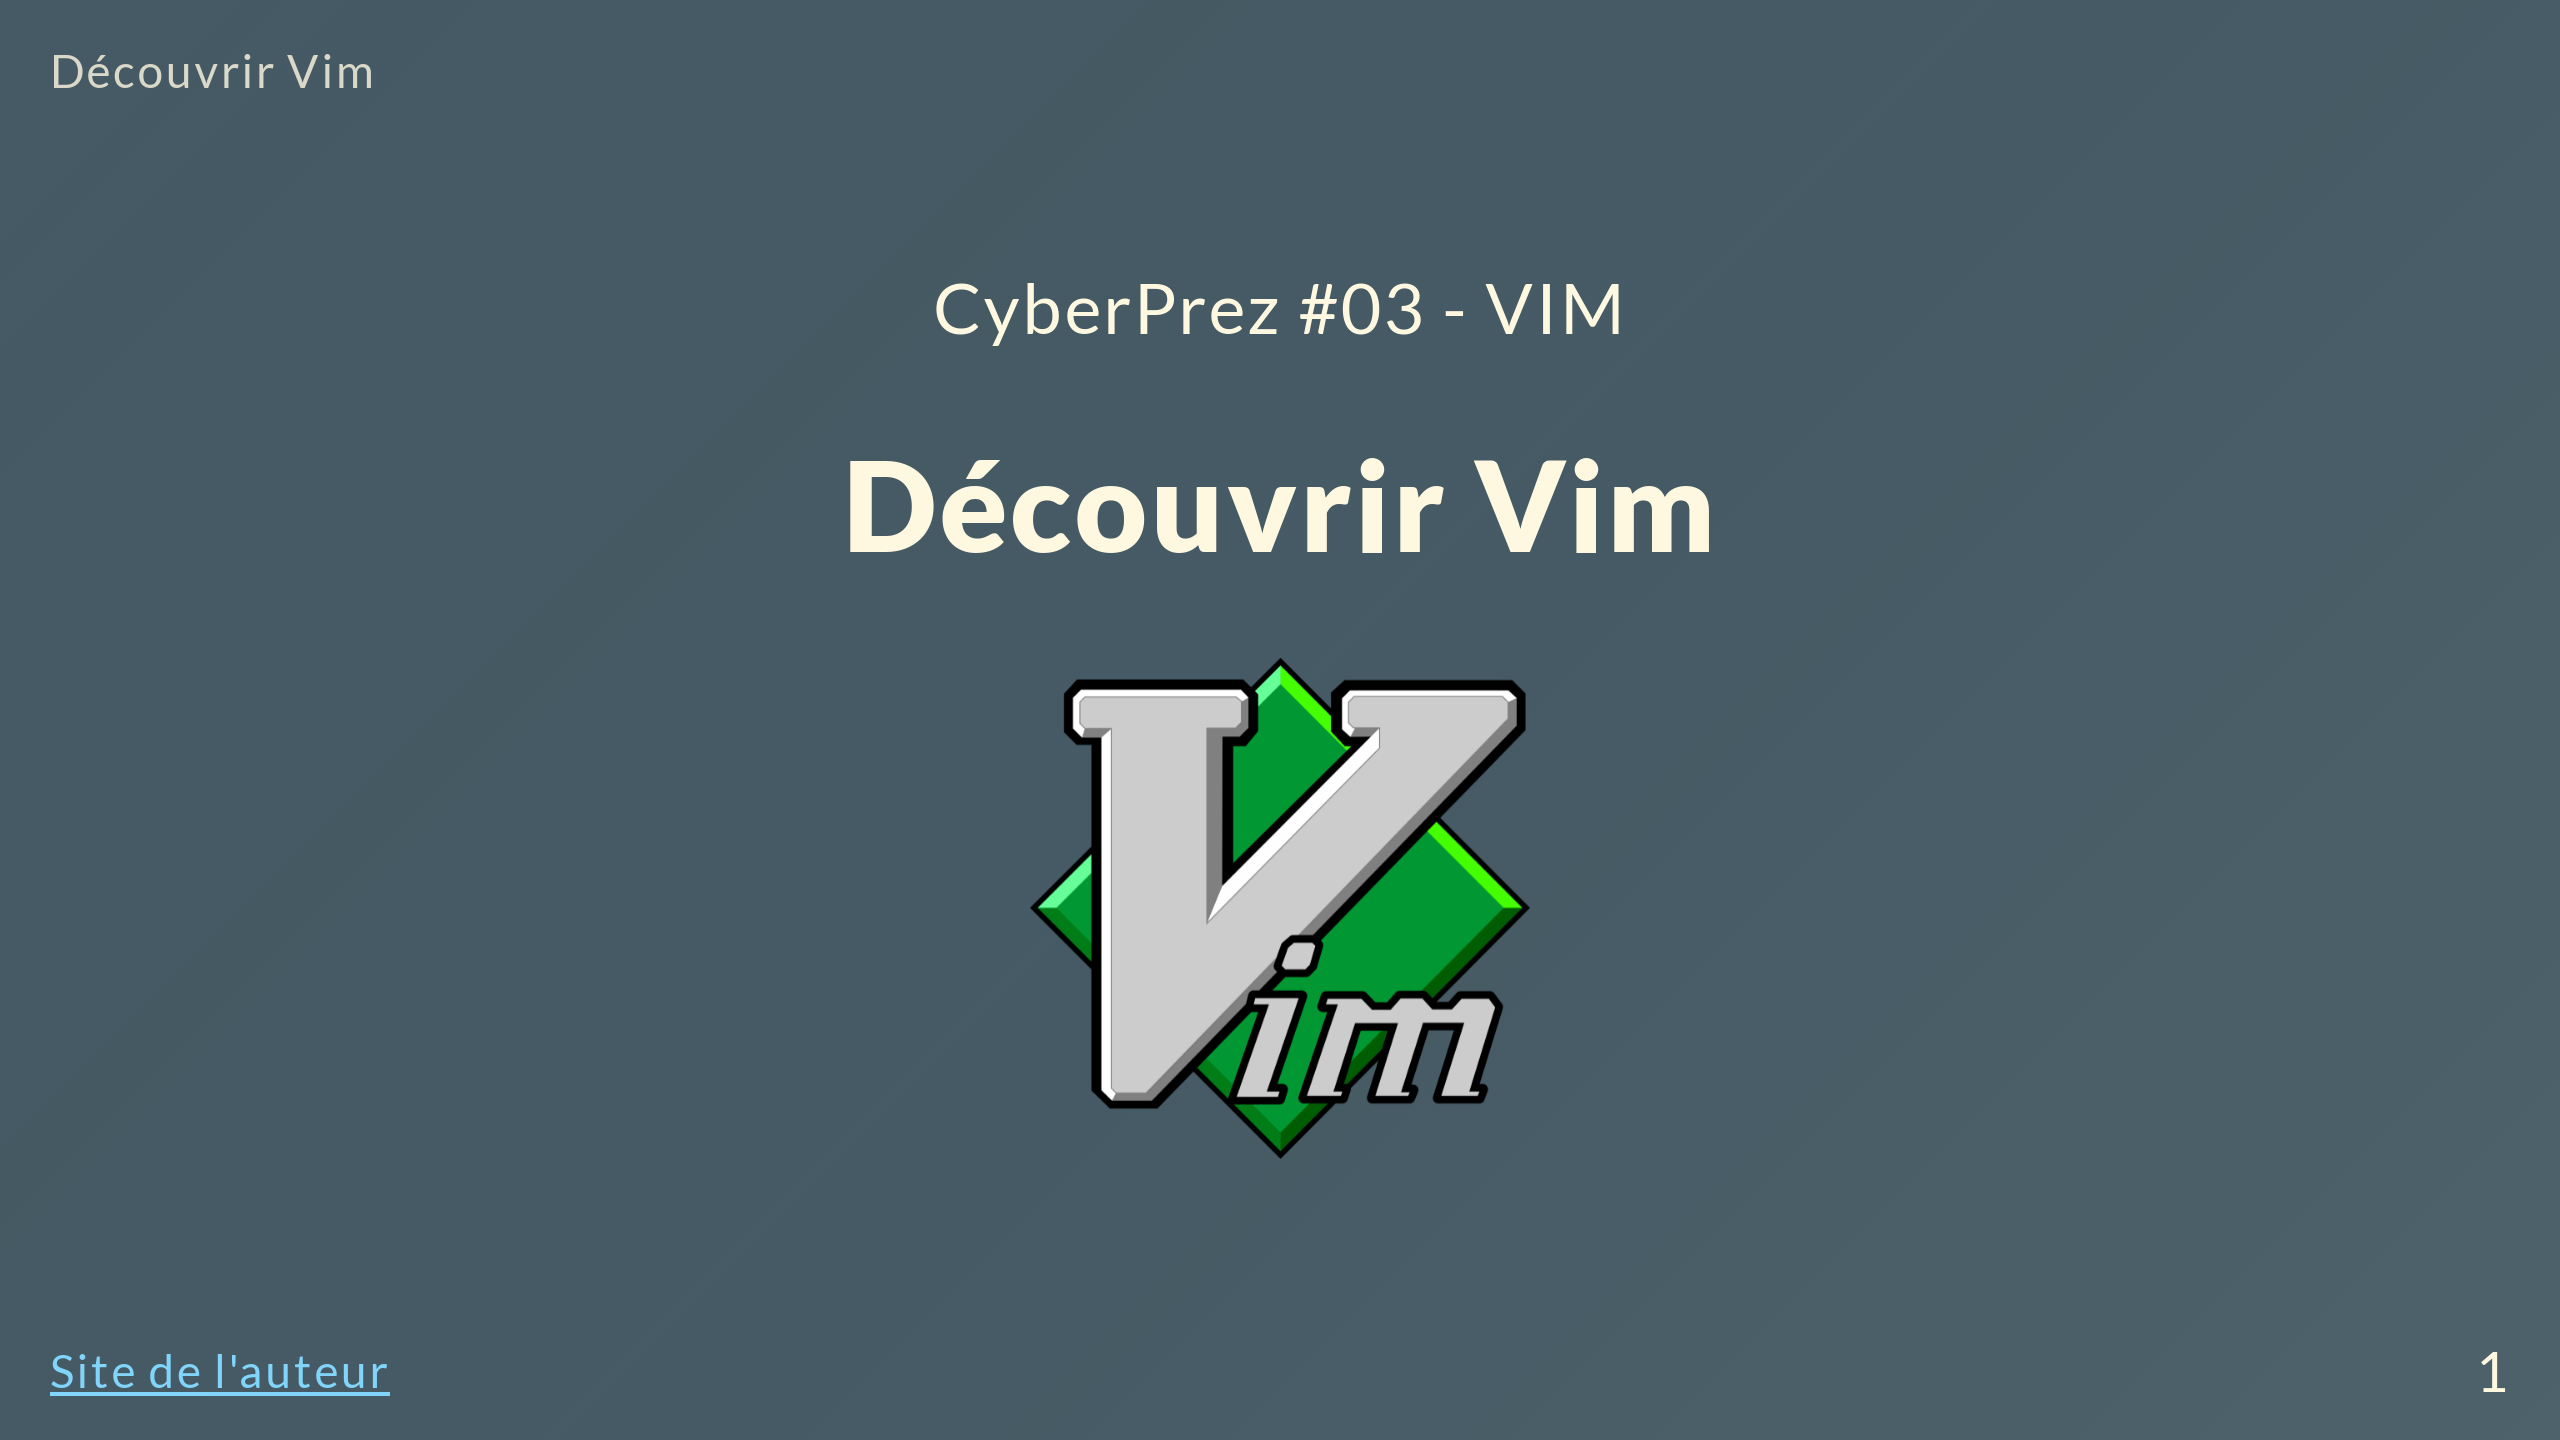 Découvrir Vim
CyberPrez #03 - VIM
Découvrir Vim
Vim
Site de l'auteur
1